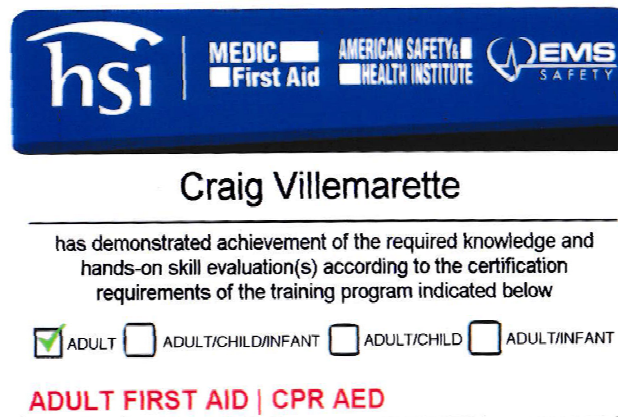 hsi
MEDIC
First Aid
AMERICAN SAFETY &
HEALTH INSTITUTE
EMS
SAFETY
Craig Villemarette
has demonstrated achievement of the required knowledge and
hands-on skill evaluation(s) according to the certification
requirements of the training program indicated below
ADULT ADULT/CHILD/INFANT ADULT/CHILD ADULT/INFANT
ADULT FIRST AID | CPR AED